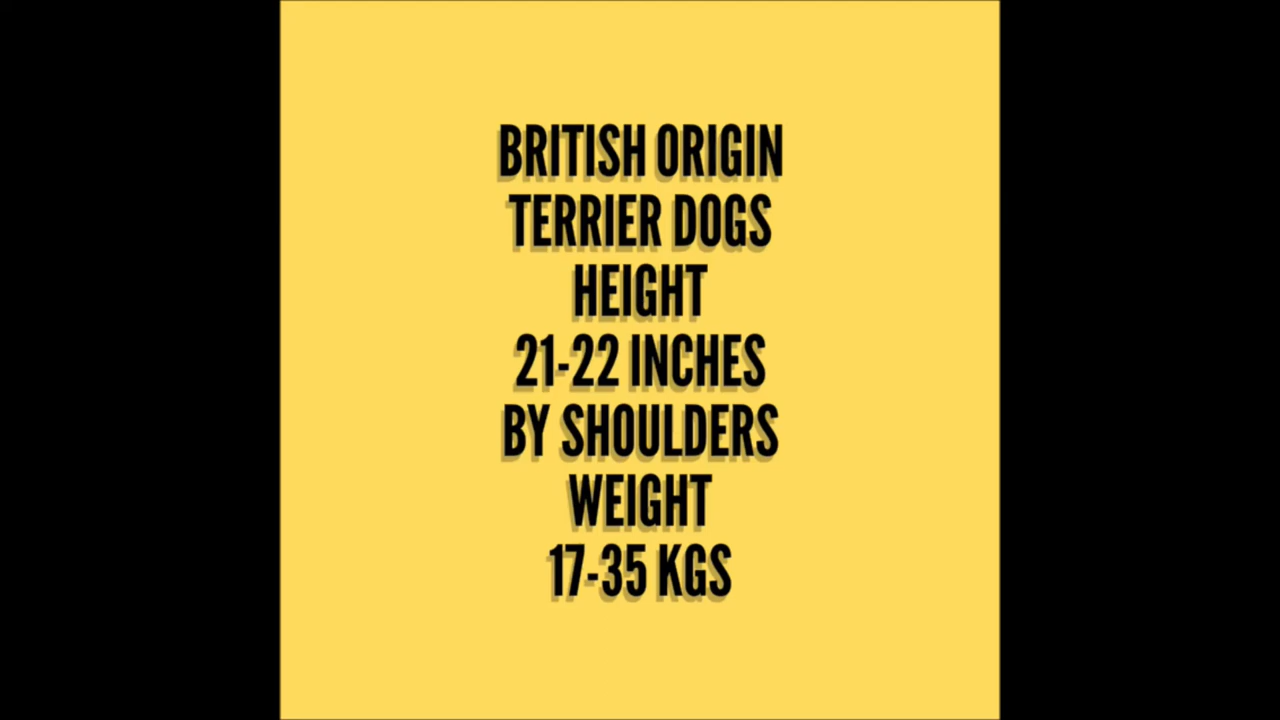 BRITISH ORIGIN
TERRIER DOGS
HEIGHT
21-22 INCHES
BY SHOULDERS
WEIGHT
17-35 KGS